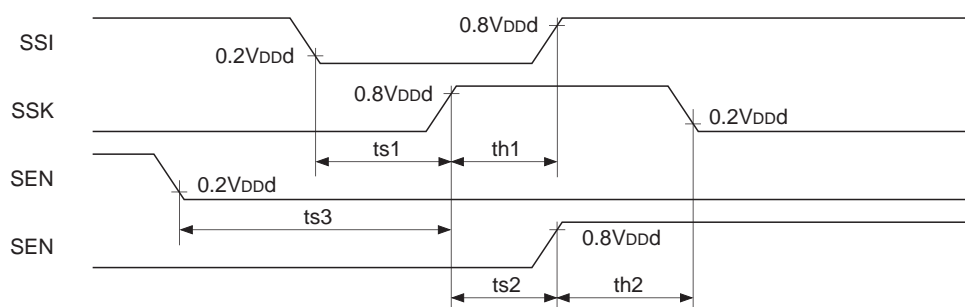 SSI
0.8VDDd
0.2VDDd
SSK
0.8VDDd
0.2VDDd
ts1
th1
SEN
0.2VDDd
ts3
SEN
0.8VDDd
ts2
th2